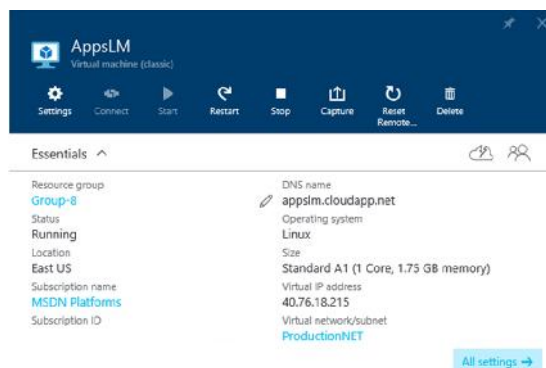 AppsLM
Virtual machine (classic)
Settings Connect Start Restart Stop Capture Reset Remote... Delete
Essentials
Resource group
Group-8
Status
Running
Location
East US
Subscription name
MSDN Platforms
Subscription ID
DNS name
appslm.cloudapp.net
Operating system
Linux
Size
Standard A1 (1 Core, 1.75 GB memory)
Virtual IP address
40.76.18.215
Virtual network/subnet
ProductionNET
All settings →